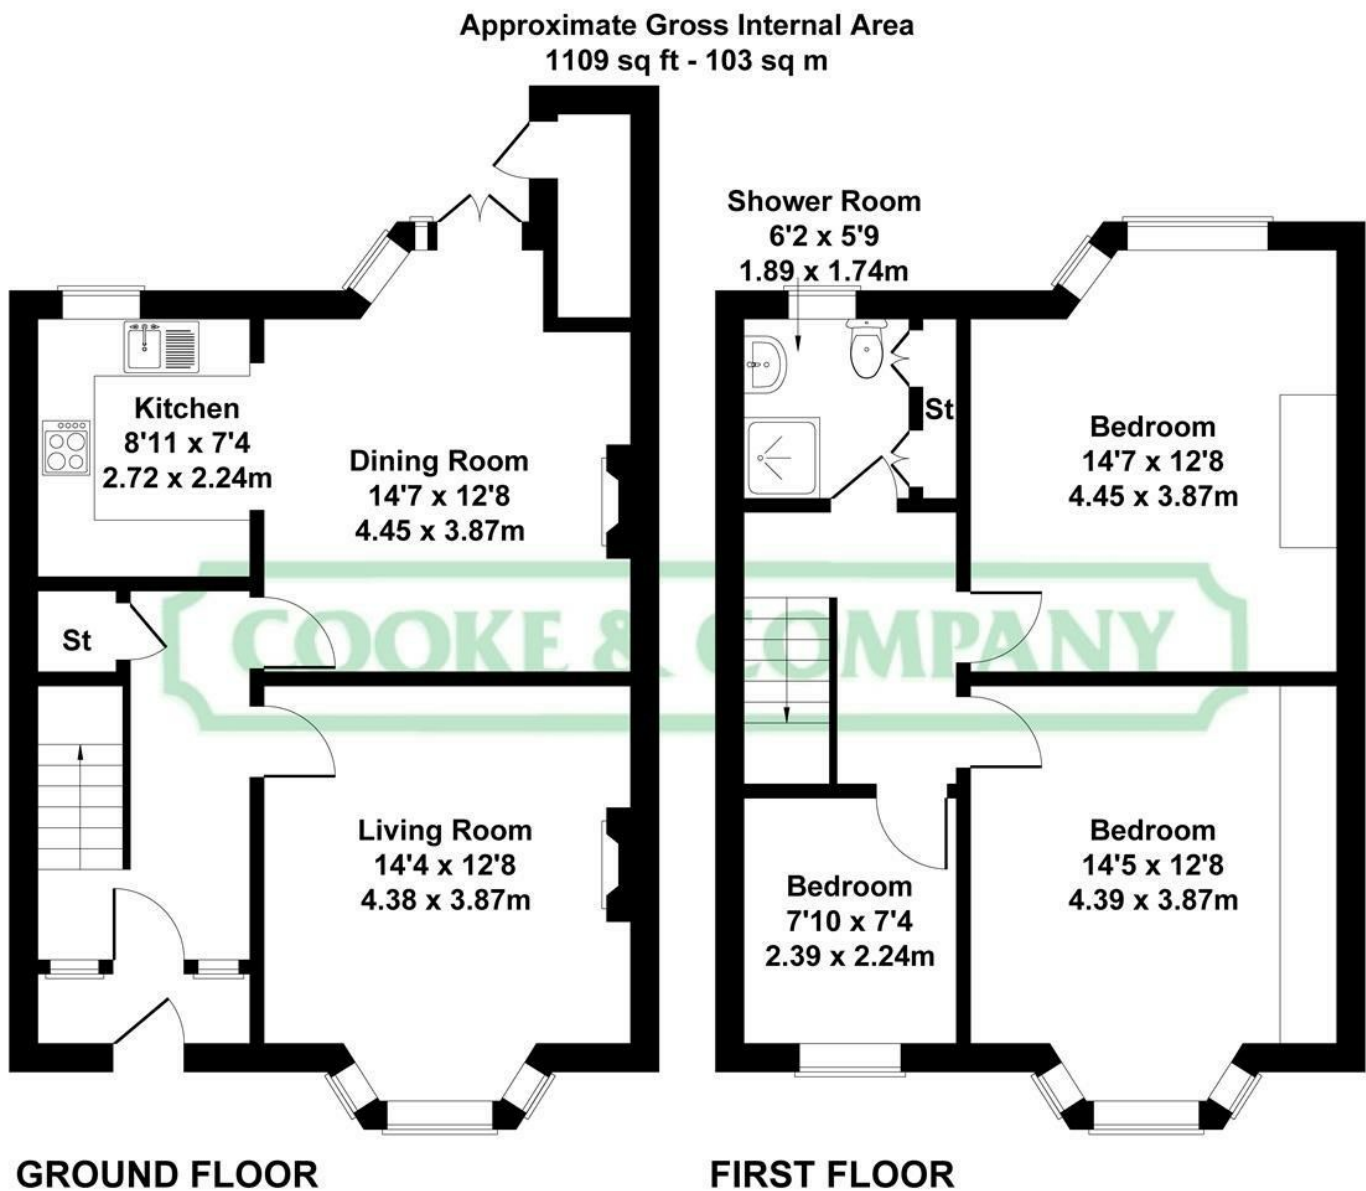 Approximate Gross Internal Area
1109 sq ft - 103 sq m
Kitchen
8'11 x 7'4
2.72 x 2.24m
Dining Room
14'7 x 12'8
4.45 x 3.87m
St
Living Room
14'4 x 12'8
4.38 x 3.87m
GROUND FLOOR
Shower Room
6'2 x 5'9
1.89 x 1.74m
St
Bedroom
14'7 x 12'8
4.45 x 3.87m
Bedroom
14'5 x 12'8
4.39 x 3.87m
Bedroom
7'10 x 7'4
2.39 x 2.24m
FIRST FLOOR
COOKE & COMPANY